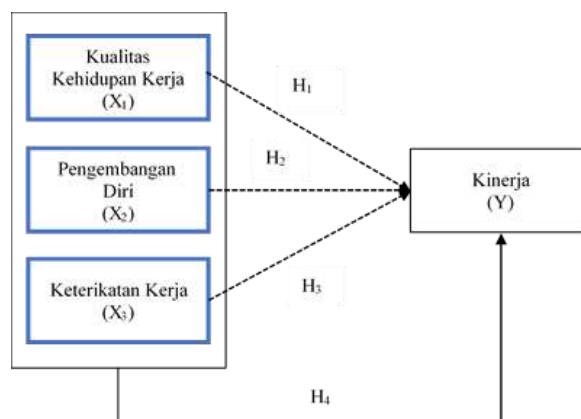 Kualitas
Kehidupan Kerja
(X₁)
H₁
Pengembangan
Diri
(X₂)
H₂
Kinerja
(Y)
Keterikatan Kerja
(X₃)
H₃
H₄